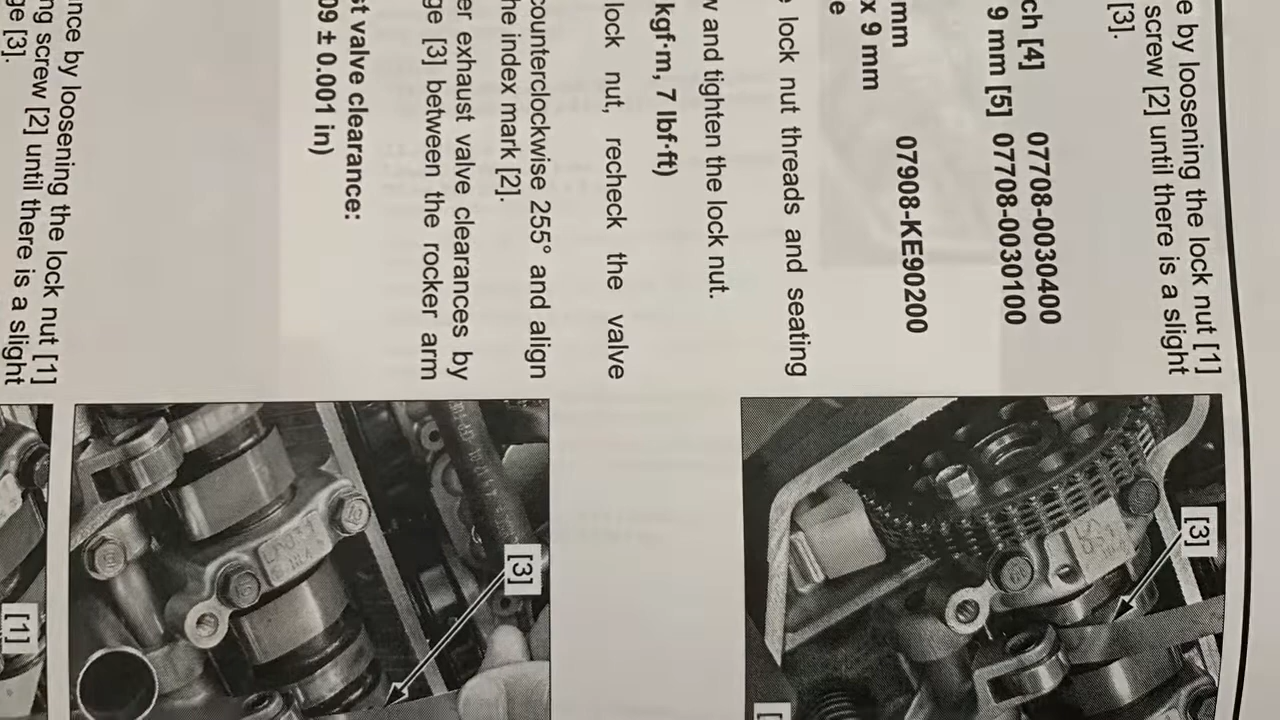 e by loosening the lock nut [1]
screw [2] until there is a slight
[3].
ch [4] 07708-0030400
9 mm [5] 07708-0030100
mm
07908-KE90200
x 9 mm
e
lock nut threads and seating
and tighten the lock nut.
kgf·m, 7 lbf·ft)
lock nut, recheck the valve
counterclockwise 255° and align
he index mark [2].
er exhaust valve clearances by
ge [3] between the rocker arm
st valve clearance:
09 ± 0.001 in)
nce by loosening the lock nut [1]
ng screw [2] until there is a slight
ge [3].
[3]
[3]
[1]